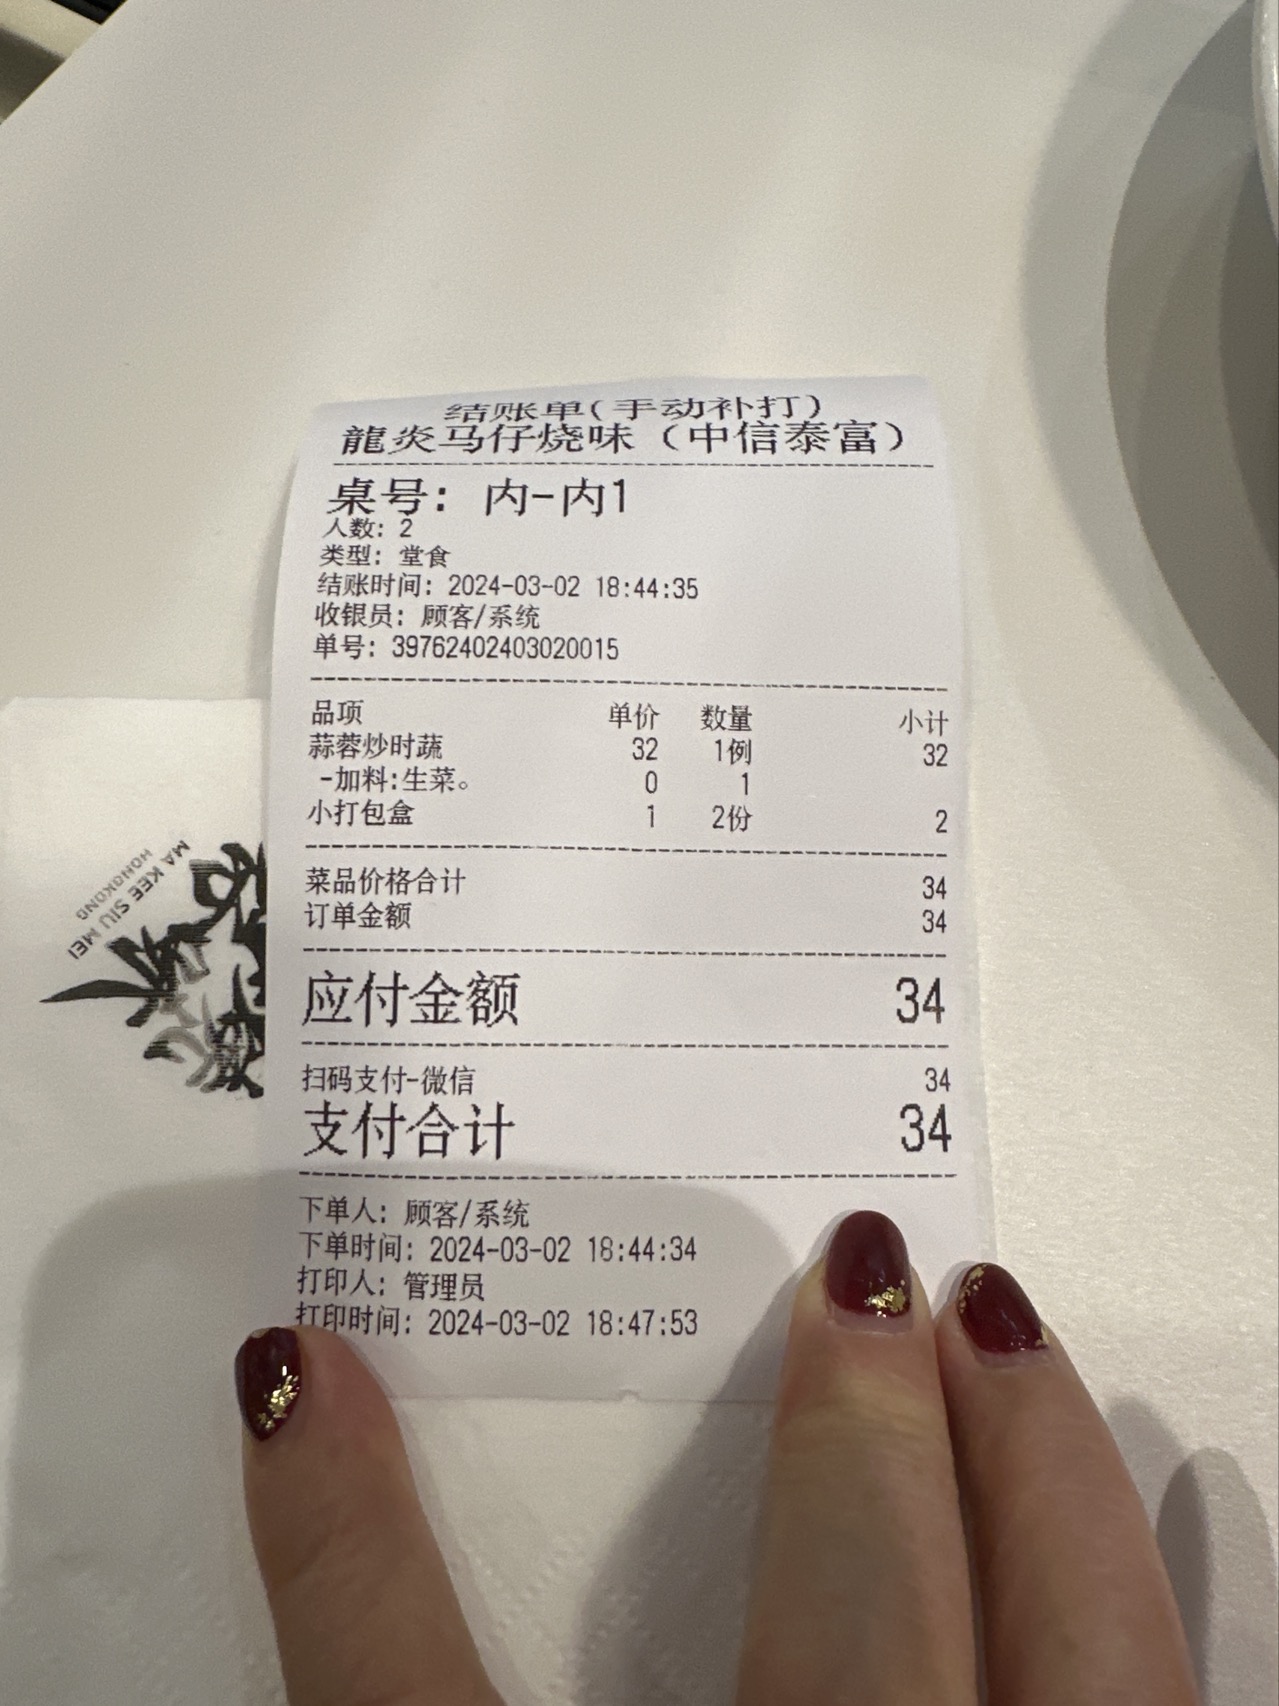 结账单(手动补打)
龍炎马仔烧味（中信泰富）
桌号: 内-内1
人数: 2
类型: 堂食
结账时间: 2024-03-02 18:44:35
收银员: 顾客/系统
单号: 39762402403020015
品项 单价 数量 小计
蒜蓉炒时蔬 32 1例 32
-加料:生菜。 0 1
小打包盒 1 2份 2
菜品价格合计 34
订单金额 34
应付金额 34
扫码支付-微信 34
支付合计 34
下单人: 顾客/系统
下单时间: 2024-03-02 18:44:34
打印人: 管理员
打印时间: 2024-03-02 18:47:53
MA KEE SIU MEI
HONGKONG